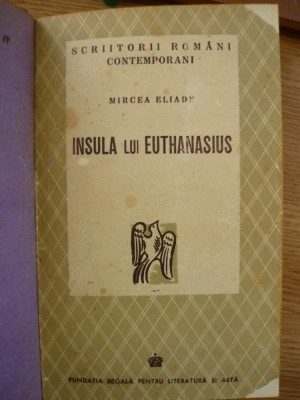 SCRIITORII ROMÂNI
CONTEMPORANI
MIRCEA ELIADE
INSULA LUI EUTHANASIUS
FUNDAȚIA REGALĂ PENTRU LITERATURĂ ȘI ARTĂ